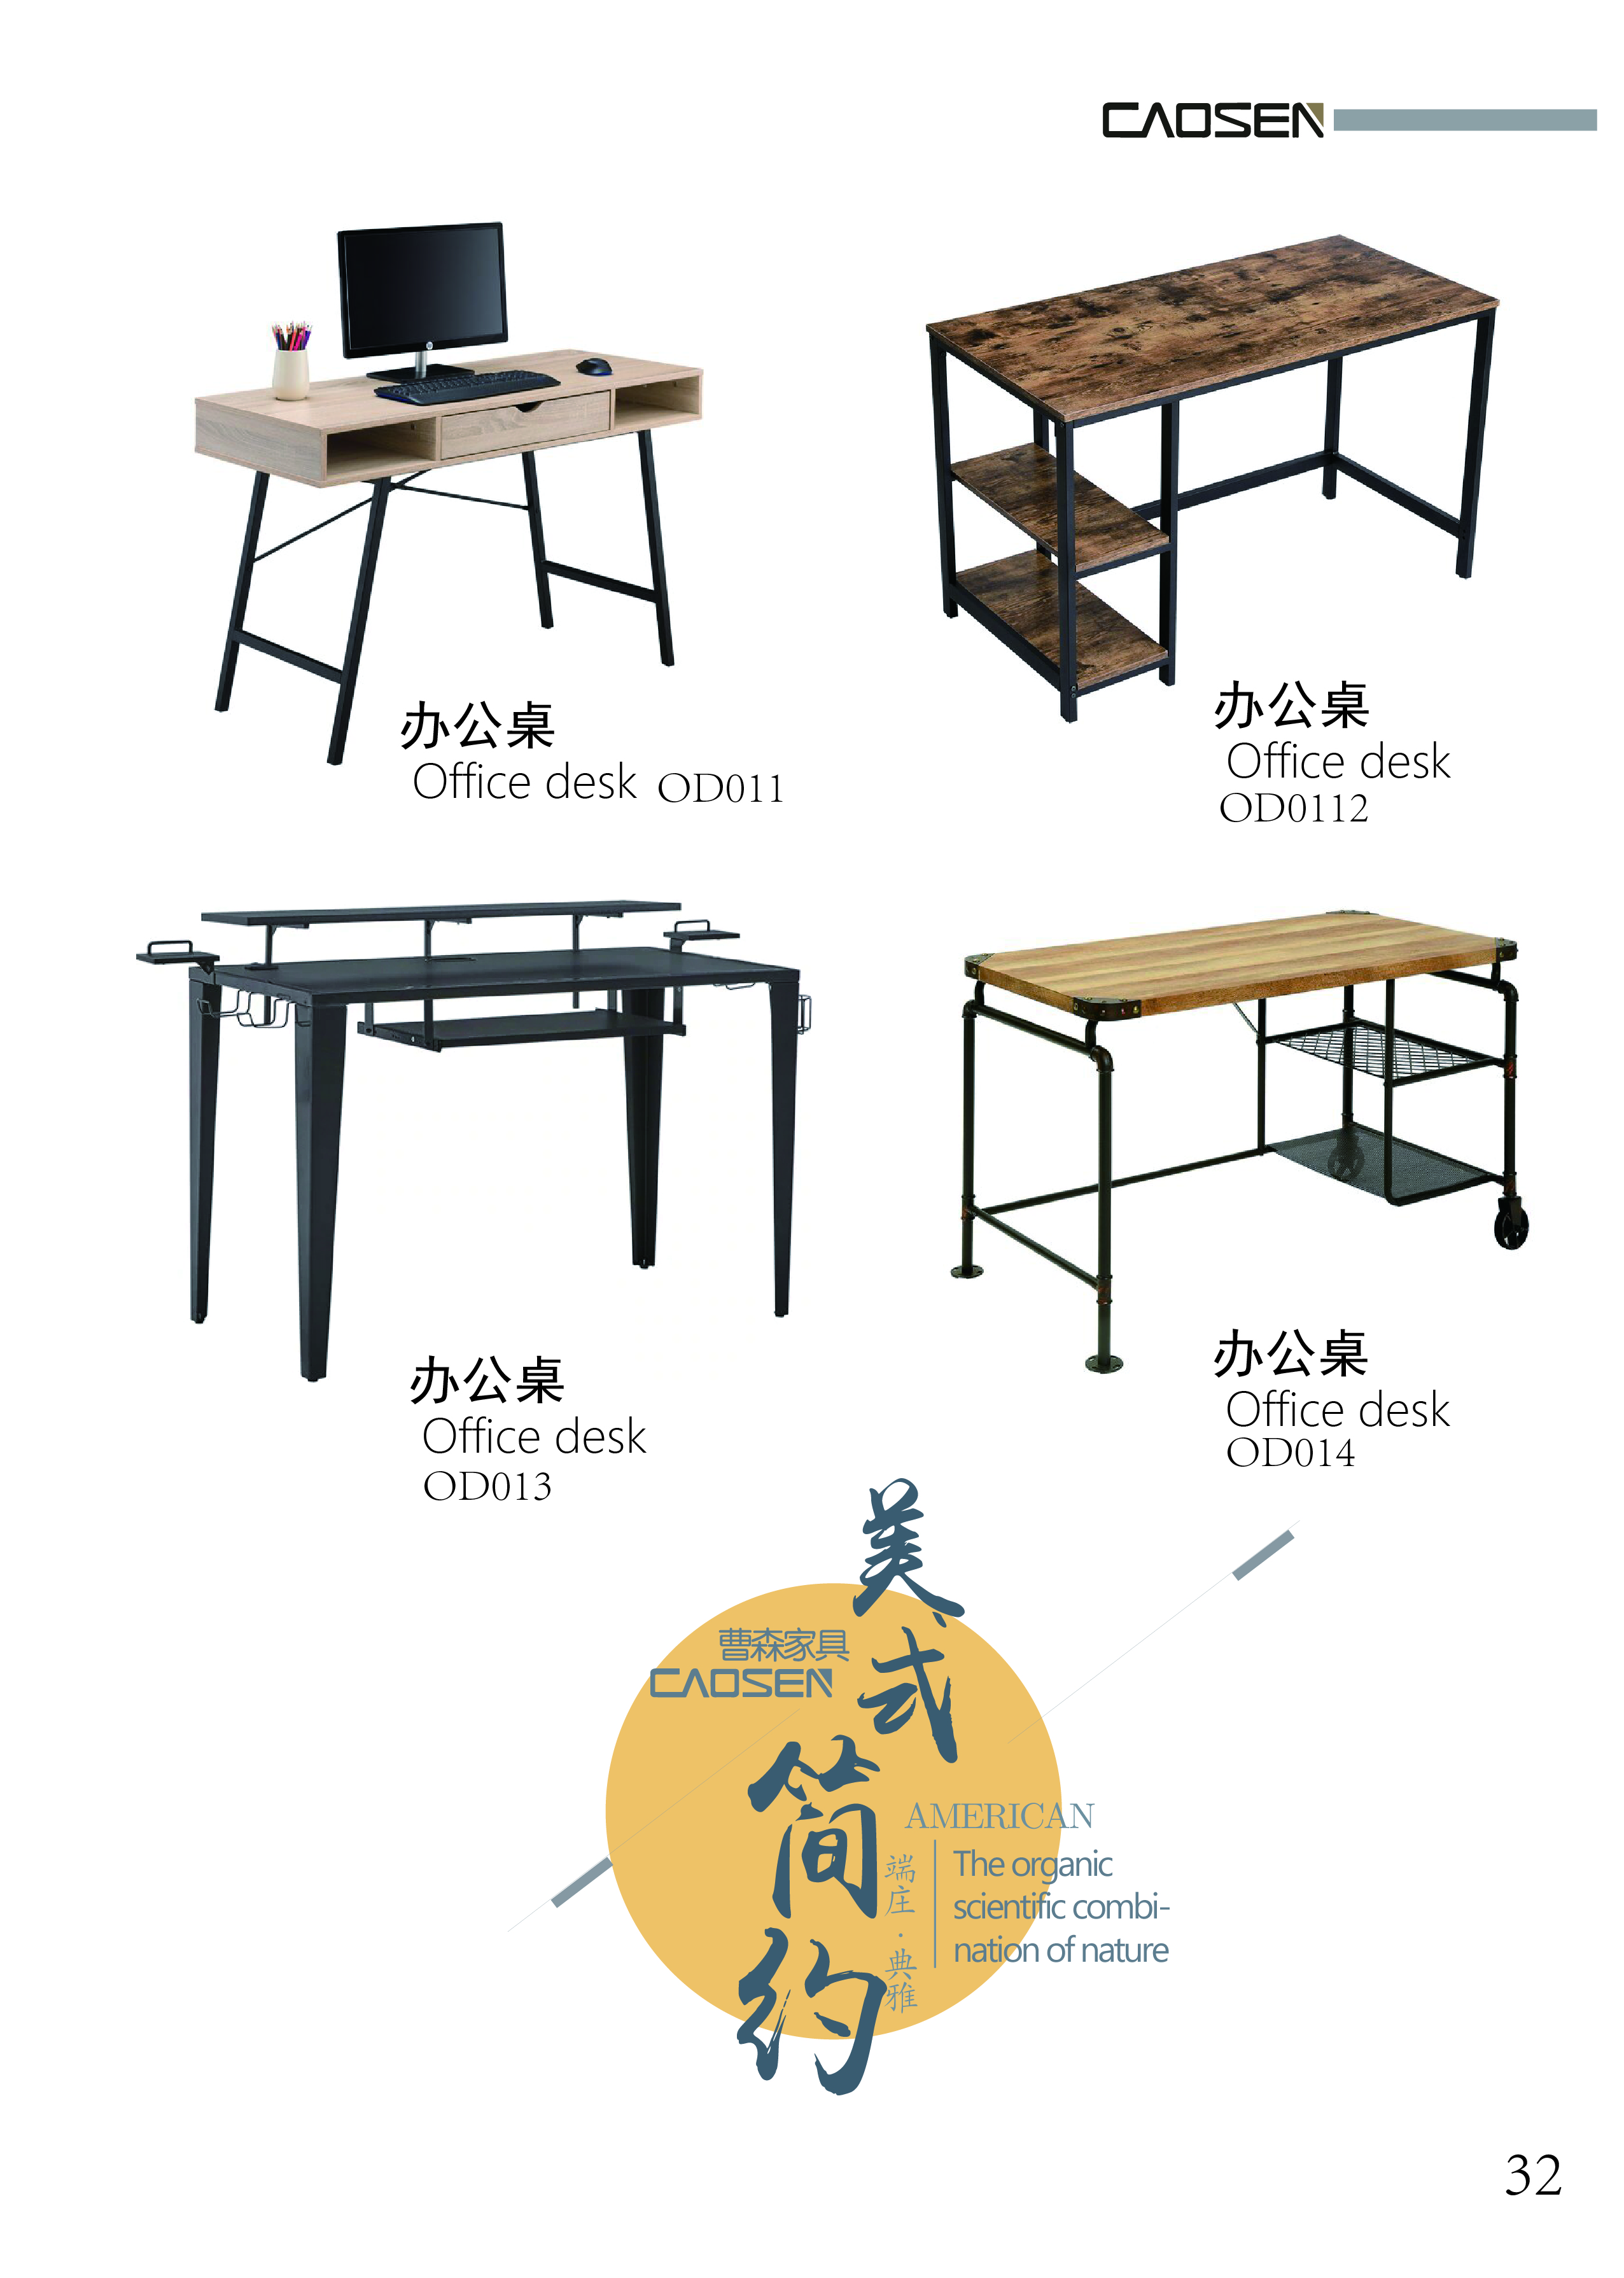 CAOSEN
办公桌
Office desk OD011
办公桌
Office desk
OD0112
办公桌
Office desk
OD013
办公桌
Office desk
OD014
美式
简约
曹森家具
CAOSEN
AMERICAN
端庄·典雅
The organic
scientific combi-
nation of nature
32